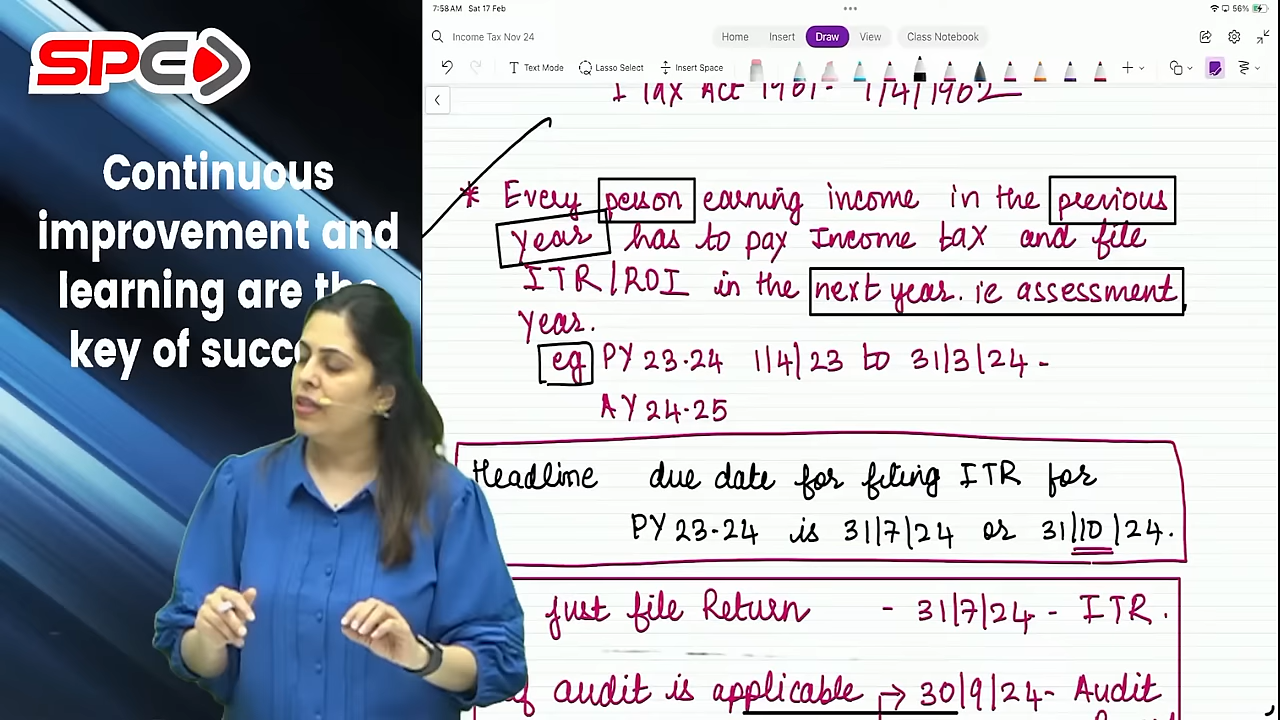 7:58AM Sat 17 Feb
56%
SPC
Income Tax Nov 24
Home Insert Draw View Class Notebook
Text Mode Lasso Select Insert Space
I Tax Act 1961- 1/4/1962
Continuous
improvement and
learning are the
key of succ
* Every person earning income in the previous
year has to pay Income tax and file
ITR/ROI in the next year. ie assessment
year.
eg PY 23-24 1/4/23 to 31/3/24 -
AY 24-25
Headline due date for filing ITR for
PY 23-24 is 31/7/24 or 31/10/24.
just file Return - 31/7/24 - ITR.
if audit is applicable → 30/9/24 - Audit